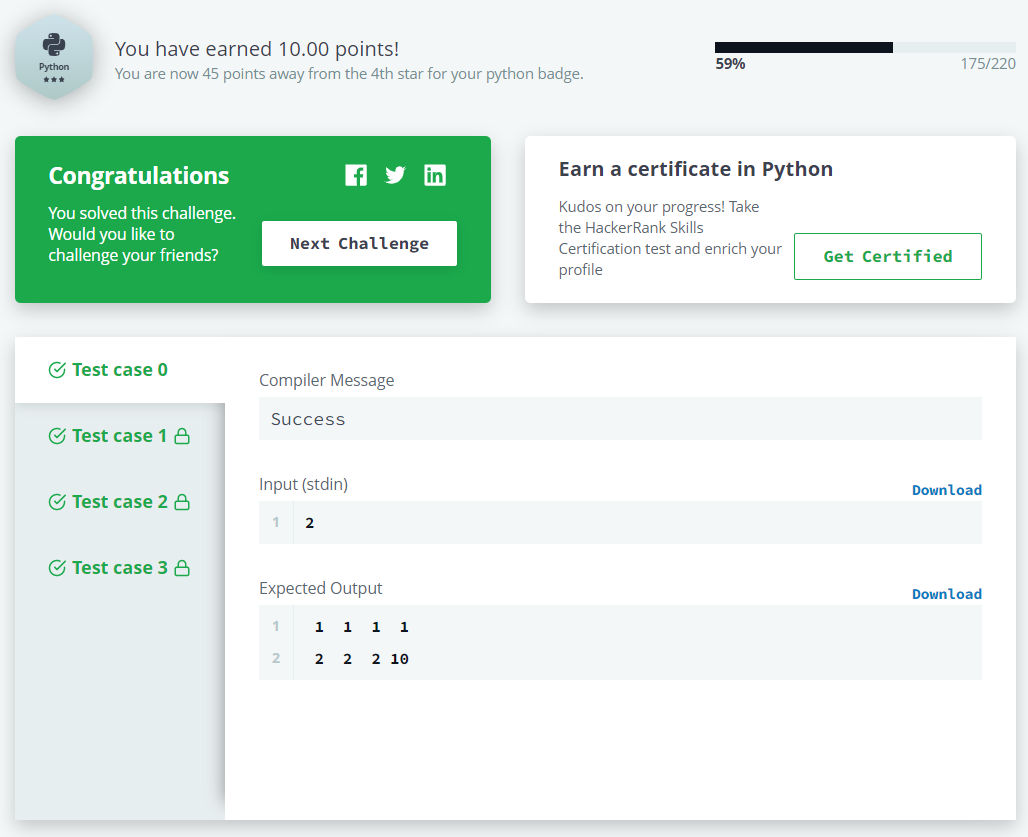 Python
You have earned 10.00 points!
You are now 45 points away from the 4th star for your python badge.
59%
175/220
Congratulations
You solved this challenge.
Would you like to
challenge your friends?
Next Challenge
Earn a certificate in Python
Kudos on your progress! Take
the HackerRank Skills
Certification test and enrich your
profile
Get Certified
Test case 0
Test case 1
Test case 2
Test case 3
Compiler Message
Success
Input (stdin)
Download
1 2
Expected Output
Download
1 1 1 1 1
2 2 2 2 10